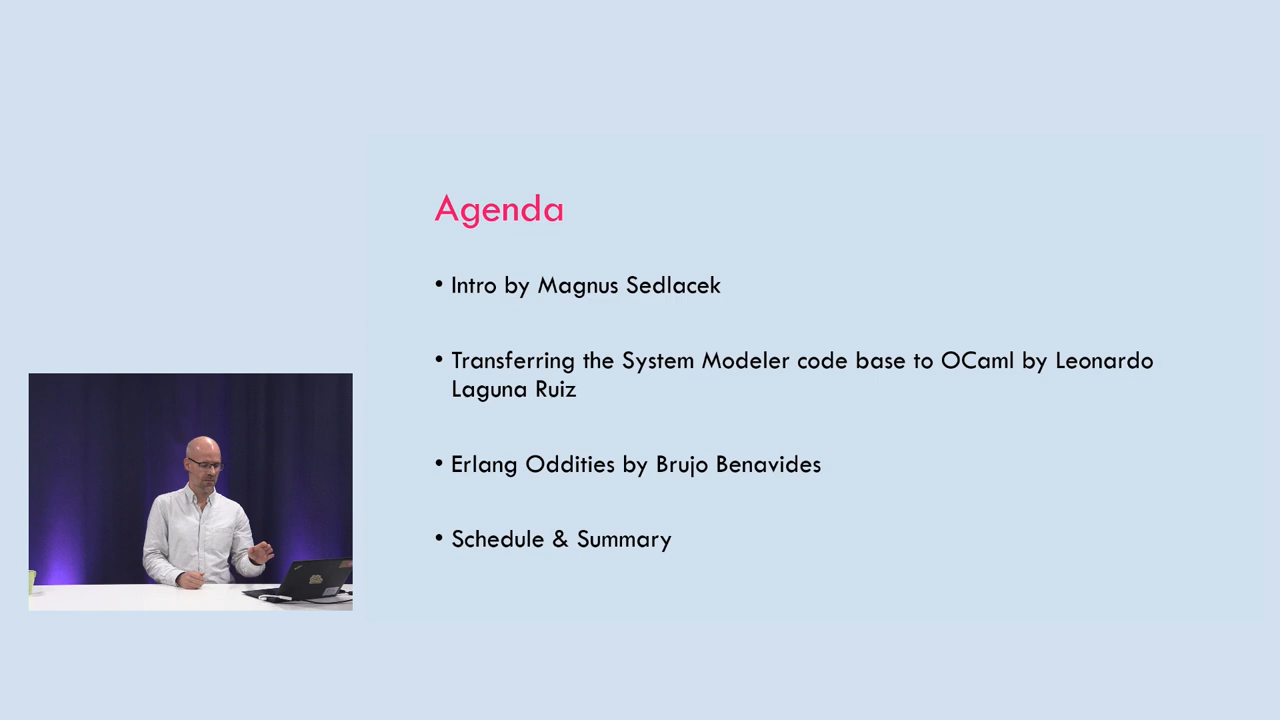 Agenda
• Intro by Magnus Sedlacek
• Transferring the System Modeler code base to OCaml by Leonardo
Laguna Ruiz
• Erlang Oddities by Brujo Benavides
• Schedule & Summary